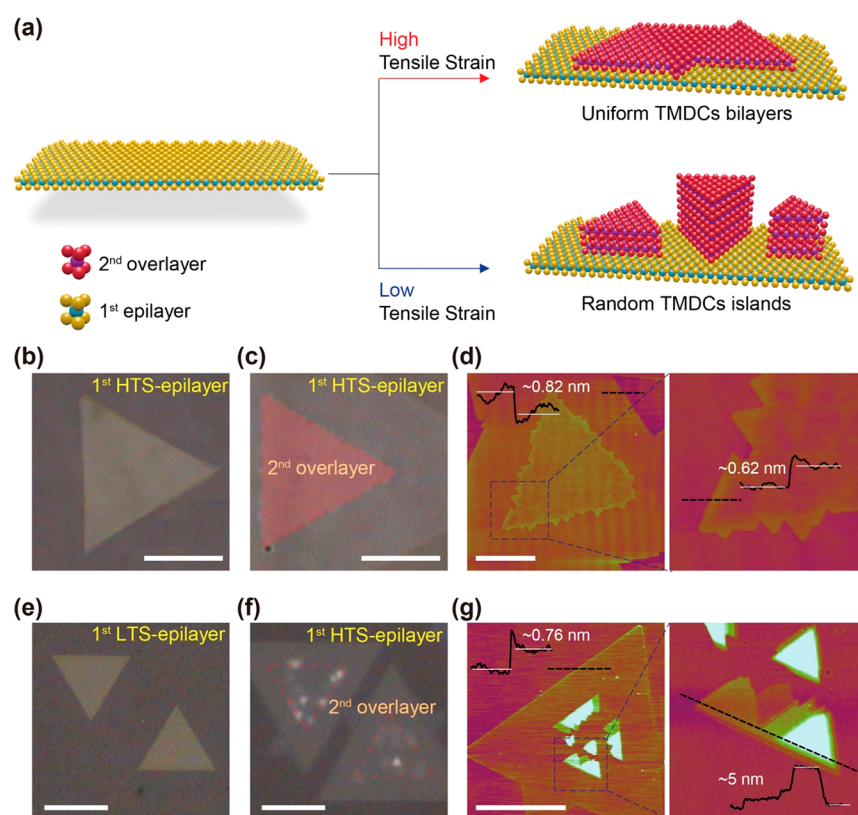 (a)
High
Tensile Strain
Uniform TMDCs bilayers
2nd overlayer
1st epilayer
Low
Tensile Strain
Random TMDCs islands
(b)
1st HTS-epilayer
(c)
1st HTS-epilayer
2nd overlayer
(d)
~0.82 nm
~0.62 nm
(e)
1st LTS-epilayer
(f)
1st HTS-epilayer
2nd overlayer
(g)
~0.76 nm
~5 nm